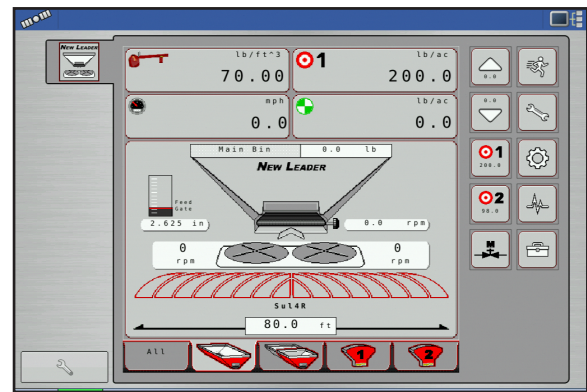 NEW LEADER
lb/ft^3
70.00
1
lb/ac
200.0
mph
0.0
lb/ac
0.0
0.0
0.0
1
200.0
2
90.0
M
Main Bin 0.0 lb
NEW LEADER
Feed
Gate
2.625 in
0.0 rpm
0
rpm
0
rpm
Sul4R
80.0 ft
All
1
2